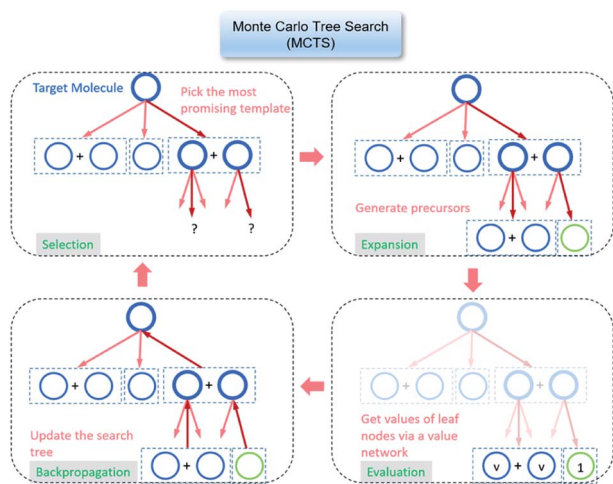 Monte Carlo Tree Search
(MCTS)
Target Molecule
Pick the most
promising template
+ +
? ?
Selection
+ +
Generate precursors
+
Expansion
+ +
Update the search
tree
+
Backpropagation
+ +
Get values of leaf
nodes via a value
network
v + v 1
Evaluation